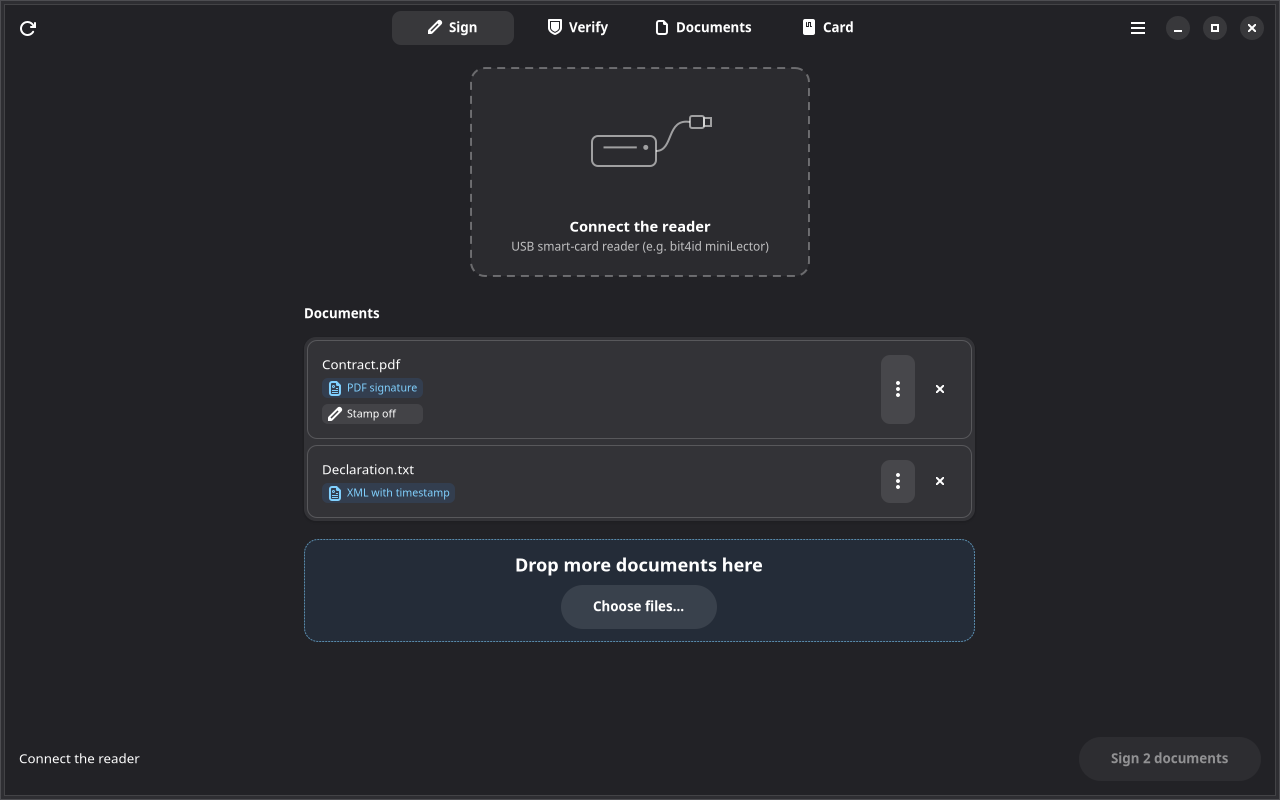 Sign
Verify
Documents
Card
Connect the reader
USB smart-card reader (e.g. bit4id miniLector)
Documents
Contract.pdf
PDF signature
Stamp off
Declaration.txt
XML with timestamp
Drop more documents here
Choose files...
Connect the reader
Sign 2 documents